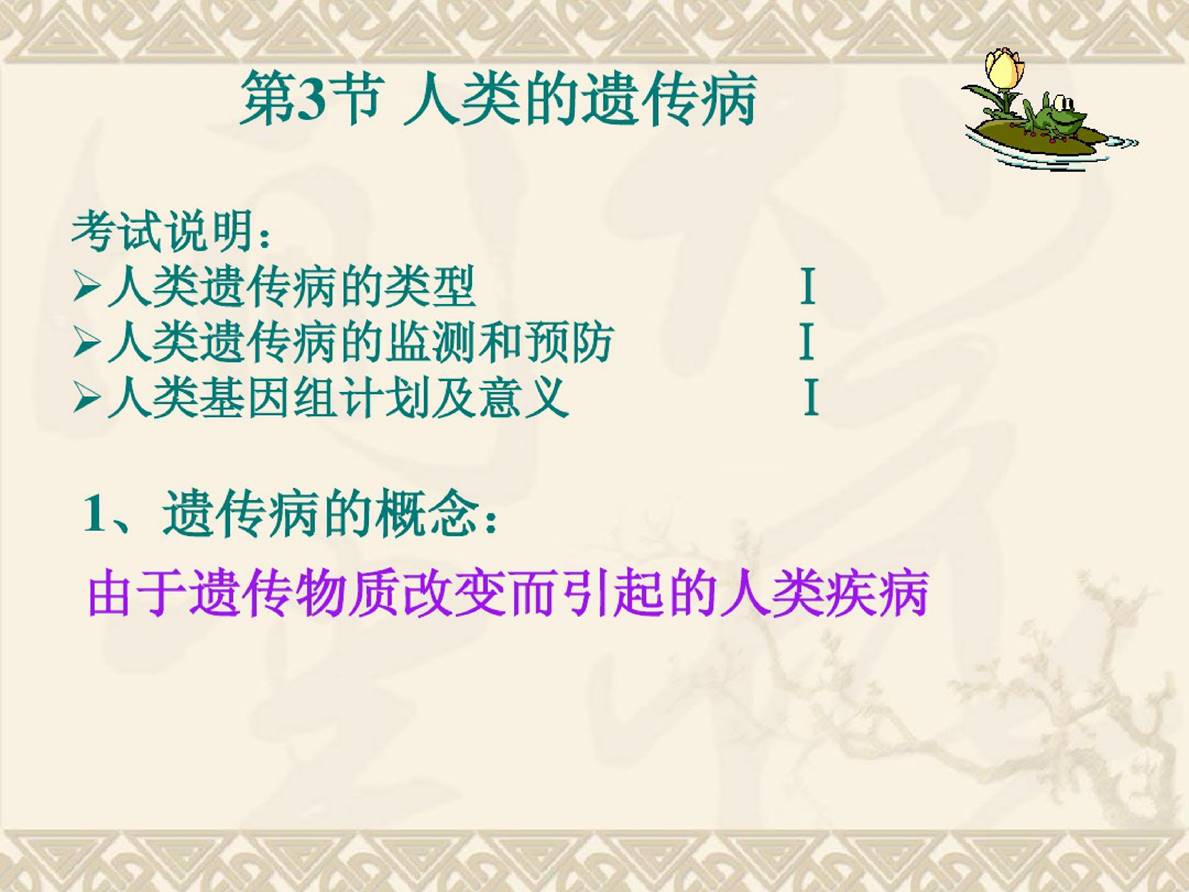 第3节 人类的遗传病
考试说明：
➢人类遗传病的类型 Ⅰ
➢人类遗传病的监测和预防 Ⅰ
➢人类基因组计划及意义 Ⅰ
1、遗传病的概念：
由于遗传物质改变而引起的人类疾病